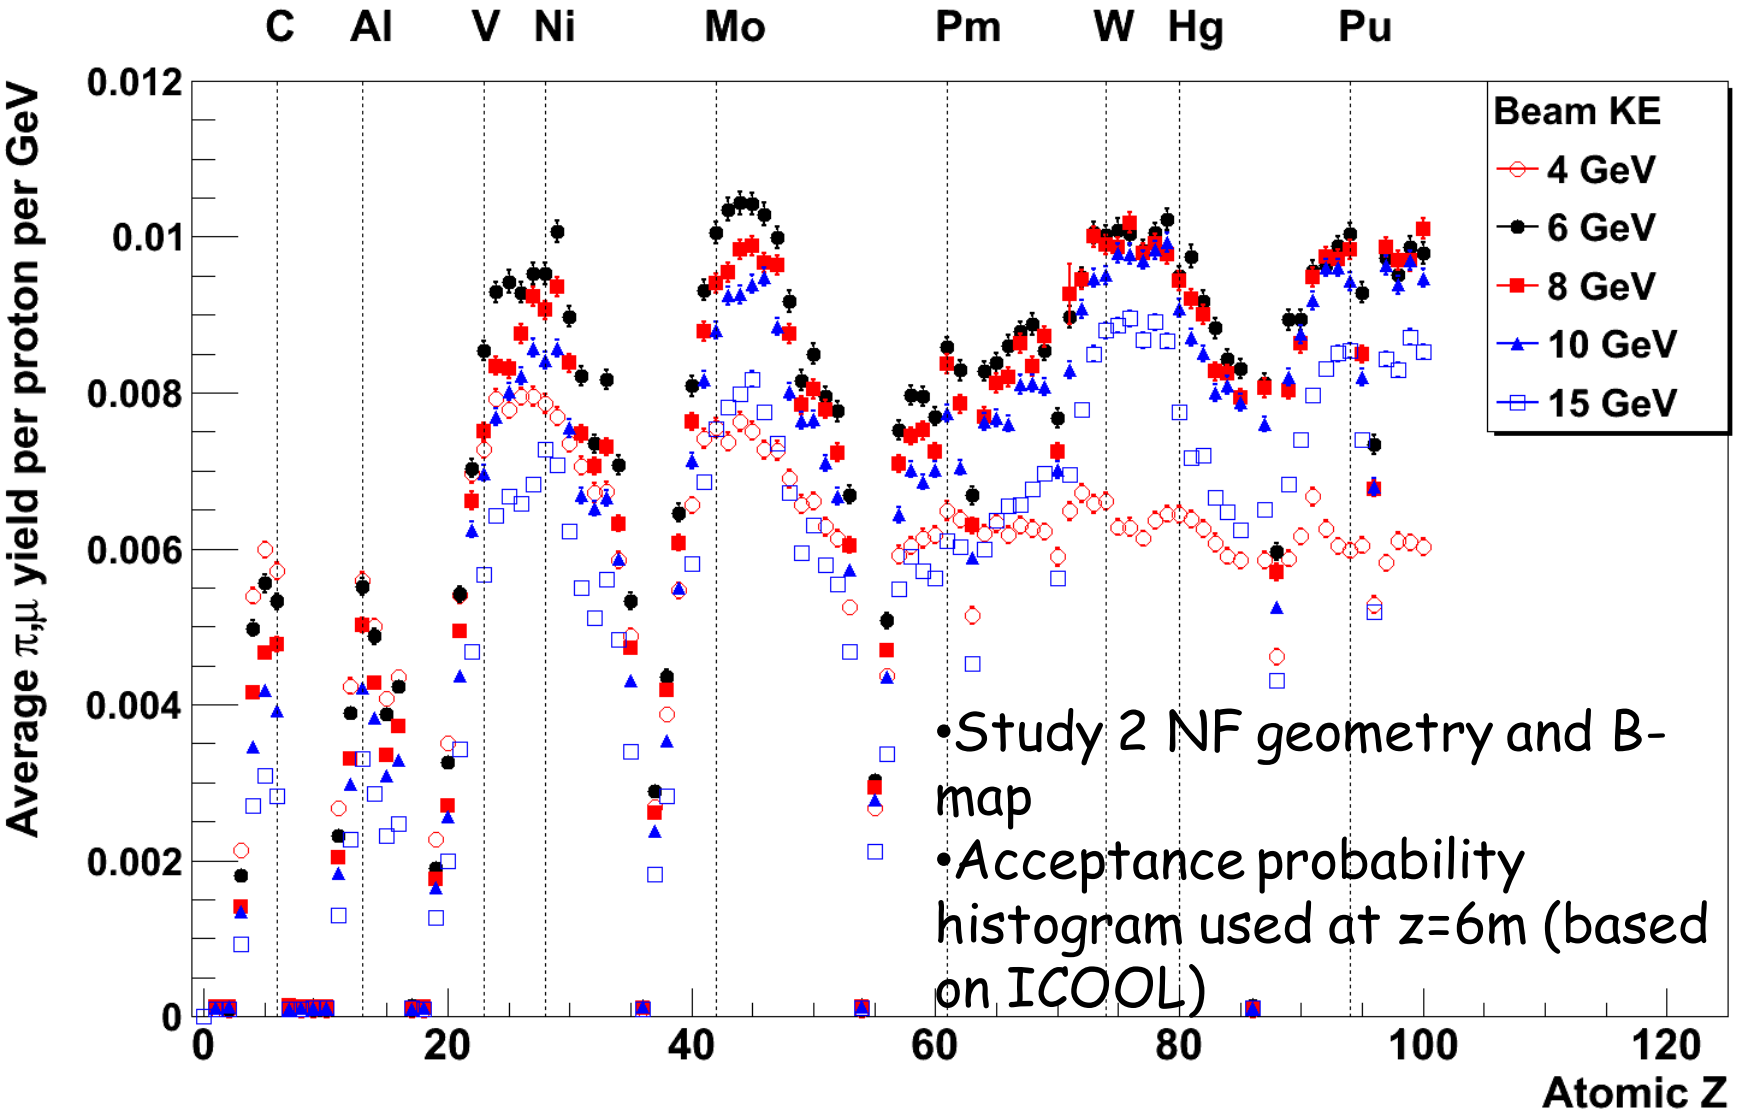 C Al V Ni Mo Pm W Hg Pu
Average π,μ yield per proton per GeV
0.012
0.01
0.008
0.006
0.004
0.002
0
0 20 40 60 80 100 120
Atomic Z
Beam KE
4 GeV
6 GeV
8 GeV
10 GeV
15 GeV
•Study 2 NF geometry and B-
map
•Acceptance probability
histogram used at z=6m (based
on ICOOL)